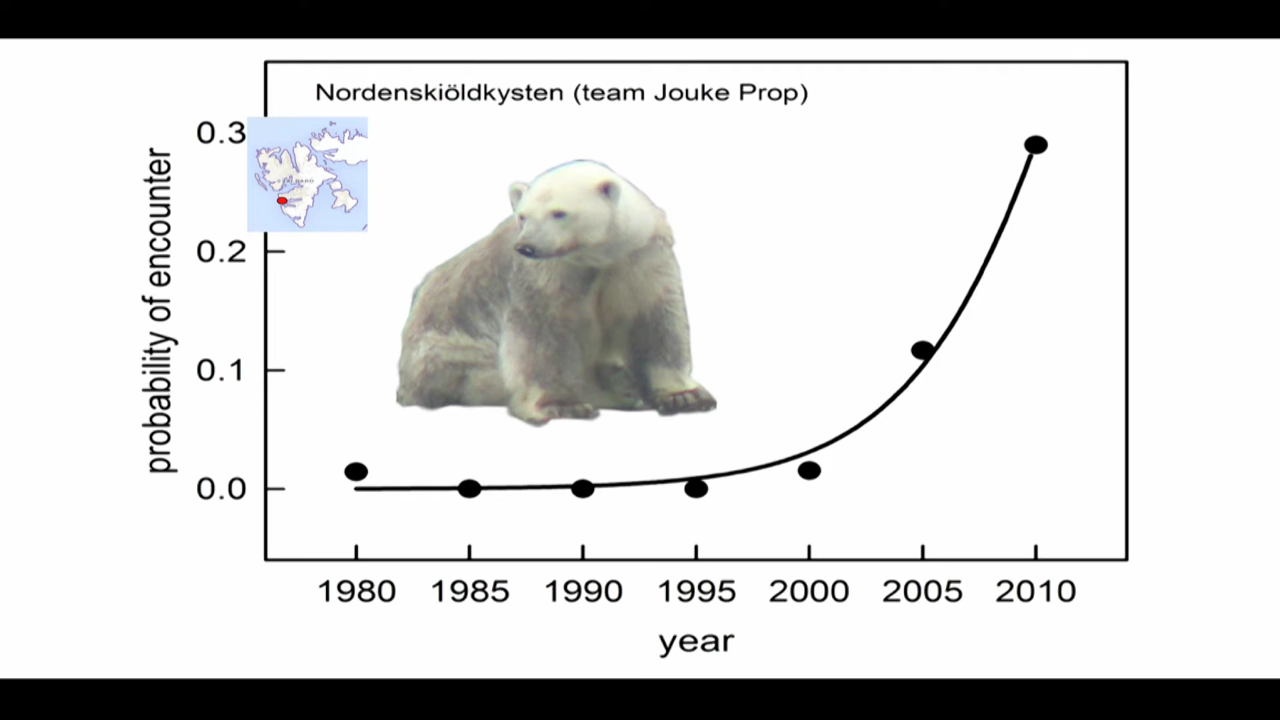 Nordenskiöldkysten (team Jouke Prop)
probability of encounter
0.3
0.2
0.1
0.0
1980 1985 1990 1995 2000 2005 2010
year